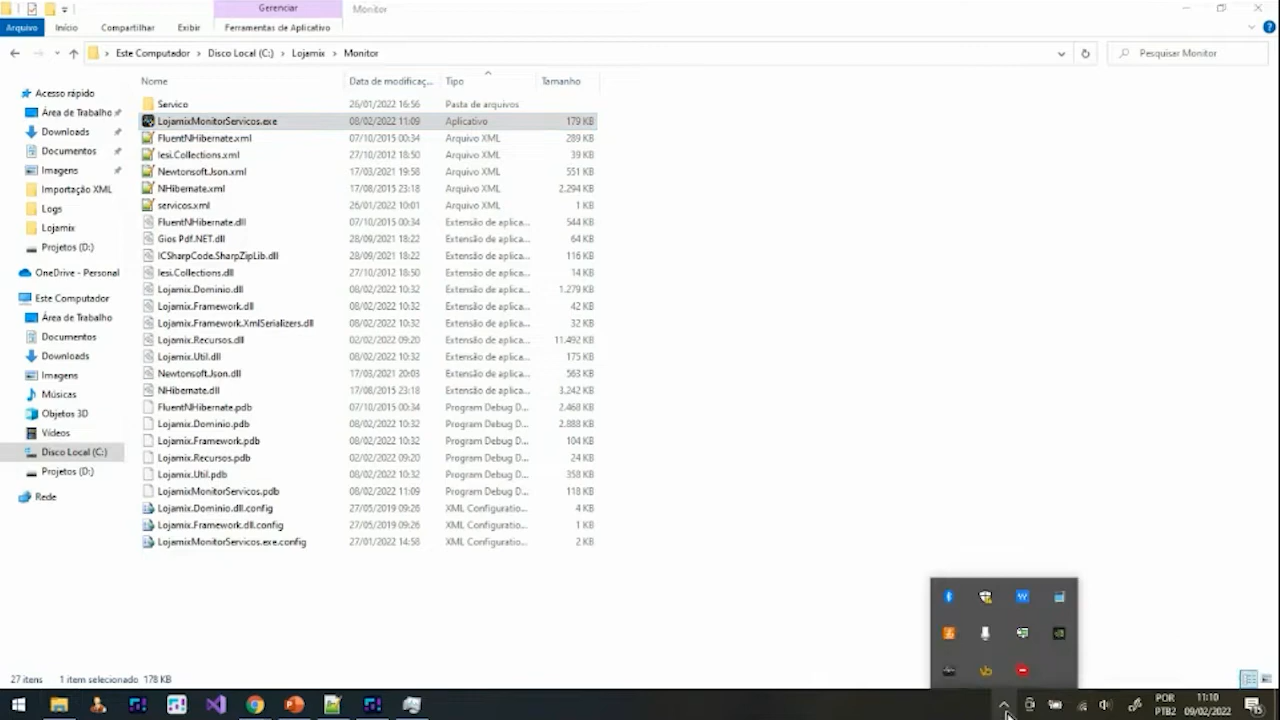 Gerenciar
Monitor
Arquivo Início Compartilhar Exibir Ferramentas de Aplicativo
Este Computador › Disco Local (C:) › Lojamix › Monitor
Pesquisar Monitor
Nome Data de modificaç... Tipo Tamanho
Acesso rápido
Área de Trabalho
Downloads
Documentos
Imagens
Importação XML
Logs
Lojamix
Projetos (D:)
OneDrive - Personal
Este Computador
Área de Trabalho
Documentos
Downloads
Imagens
Músicas
Objetos 3D
Vídeos
Disco Local (C:)
Projetos (D:)
Rede
Servico 26/01/2022 16:56 Pasta de arquivos
LojamixMonitorServicos.exe 08/02/2022 11:09 Aplicativo 179 KB
FluentNHibernate.xml 07/10/2015 00:34 Arquivo XML 289 KB
Iesi.Collections.xml 27/10/2012 18:50 Arquivo XML 39 KB
Newtonsoft.Json.xml 17/03/2021 19:58 Arquivo XML 551 KB
NHibernate.xml 17/08/2015 23:18 Arquivo XML 2.294 KB
servicos.xml 26/01/2022 10:01 Arquivo XML 1 KB
FluentNHibernate.dll 07/10/2015 00:34 Extensão de aplica... 544 KB
Gios Pdf.NET.dll 28/09/2021 18:22 Extensão de aplica... 64 KB
ICSharpCode.SharpZipLib.dll 28/09/2021 18:22 Extensão de aplica... 116 KB
Iesi.Collections.dll 27/10/2012 18:50 Extensão de aplica... 14 KB
Lojamix.Dominio.dll 08/02/2022 10:32 Extensão de aplica... 1.279 KB
Lojamix.Framework.dll 08/02/2022 10:32 Extensão de aplica... 42 KB
Lojamix.Framework.XmlSerializers.dll 08/02/2022 10:32 Extensão de aplica... 32 KB
Lojamix.Recursos.dll 02/02/2022 09:20 Extensão de aplica... 11.492 KB
Lojamix.Util.dll 08/02/2022 10:32 Extensão de aplica... 175 KB
Newtonsoft.Json.dll 17/03/2021 20:03 Extensão de aplica... 563 KB
NHibernate.dll 17/08/2015 23:18 Extensão de aplica... 3.242 KB
FluentNHibernate.pdb 07/10/2015 00:34 Program Debug D... 2.468 KB
Lojamix.Dominio.pdb 08/02/2022 10:32 Program Debug D... 2.888 KB
Lojamix.Framework.pdb 08/02/2022 10:32 Program Debug D... 104 KB
Lojamix.Recursos.pdb 02/02/2022 09:20 Program Debug D... 24 KB
Lojamix.Util.pdb 08/02/2022 10:32 Program Debug D... 358 KB
LojamixMonitorServicos.pdb 08/02/2022 11:09 Program Debug D... 118 KB
Lojamix.Dominio.dll.config 27/05/2019 09:26 XML Configuratio... 4 KB
Lojamix.Framework.dll.config 27/05/2019 09:26 XML Configuratio... 1 KB
LojamixMonitorServicos.exe.config 27/01/2022 14:58 XML Configuratio... 2 KB
27 itens 1 item selecionado 178 KB
POR 11:10
PTB2 09/02/2022